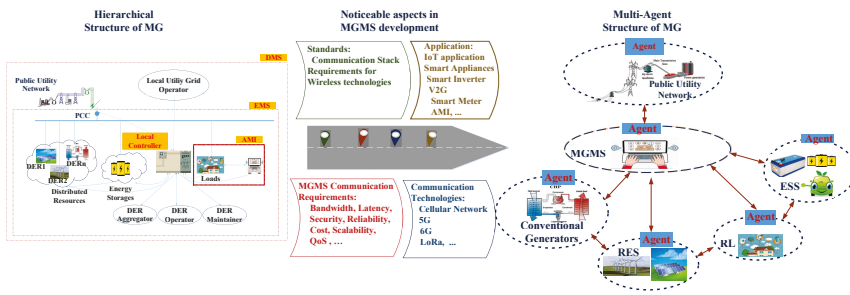 Hierarchical
Structure of MG
DMS
Public Utility
Network
Local Utiliy Grid
Operator
EMS
PCC
Local
Controller
AMI
DER1
DERn
DER2
Distributed
Resources
Energy
Storages
Loads
DER
Aggregator
DER
Operator
DER
Maintainer
Noticeable aspects in
MGMS development
Standards:
Communication Stack
Requirements for
Wireless technologies
Application:
IoT application
Smart Appliances
Smart Inverter
V2G
Smart Meter
AMI, ...
MGMS Communication
Requirements:
Bandwidth, Latency,
Security, Reliability,
Cost, Scalability,
QoS , ...
Communication
Technologies:
Cellular Network
5G
6G
LoRa, ...
Multi-Agent
Structure of MG
Agent
Public Utility
Network
Agent
MGMS
Agent
ESS
Agent
CHP
Conventional
Generators
Agent
RES
Agent
RL